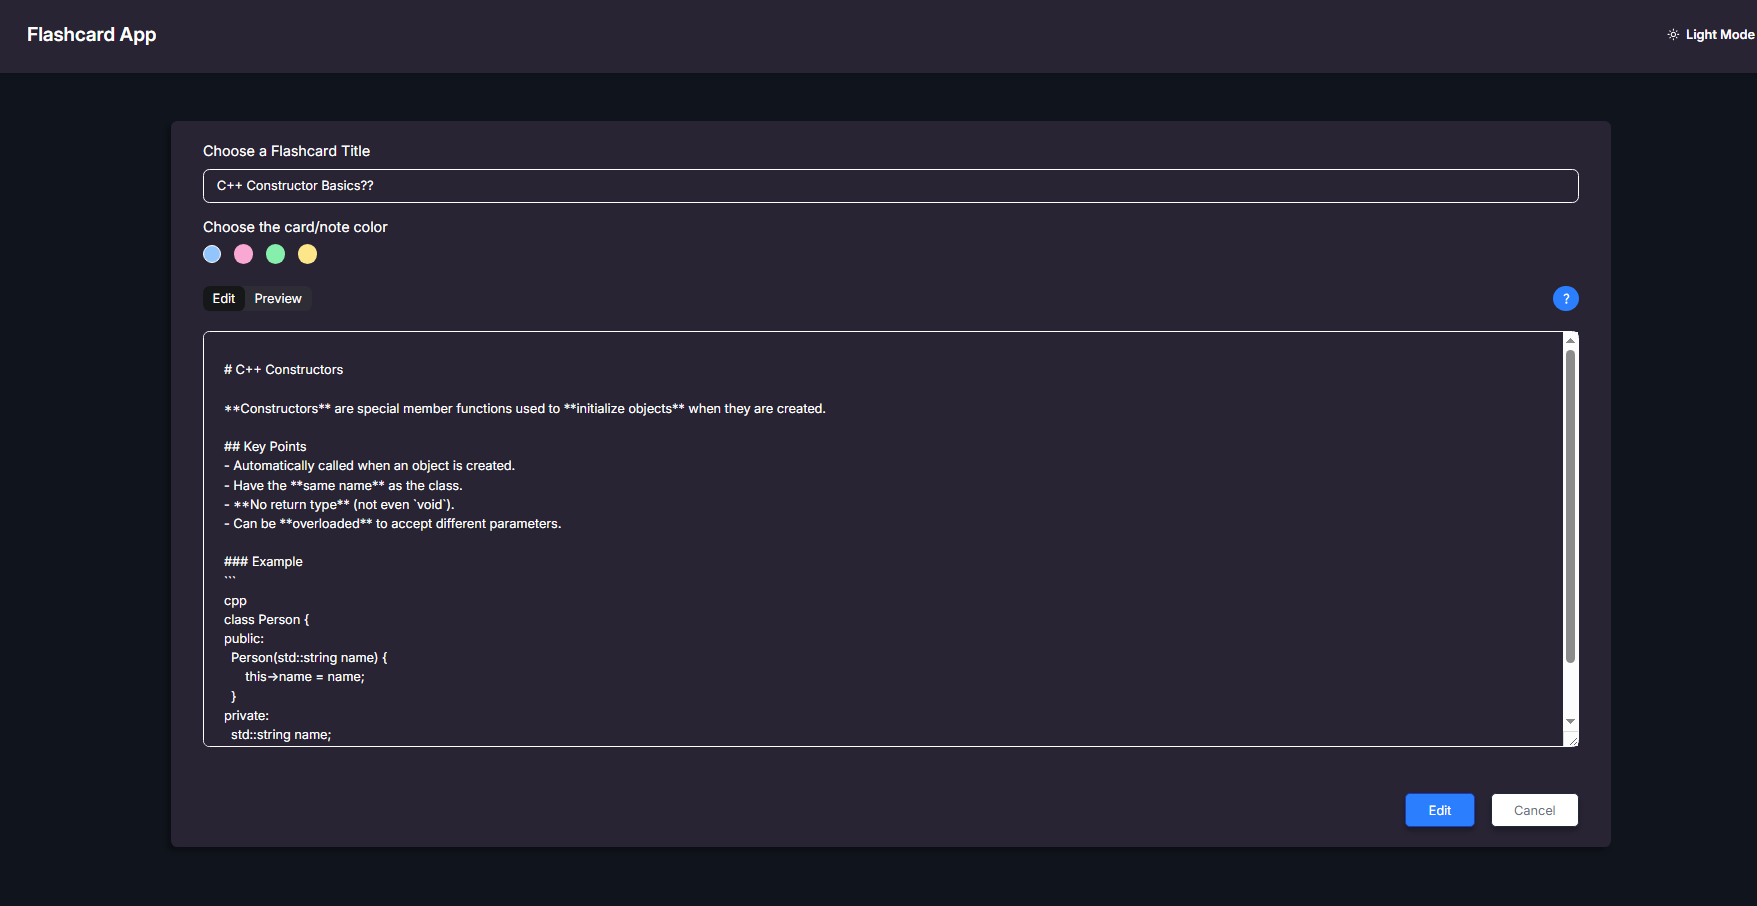 Flashcard App
Light Mode
Choose a Flashcard Title
C++ Constructor Basics??
Choose the card/note color
Edit Preview
?
# C++ Constructors
**Constructors** are special member functions used to **initialize objects** when they are created.
## Key Points
- Automatically called when an object is created.
- Have the **same name** as the class.
- **No return type** (not even `void`).
- Can be **overloaded** to accept different parameters.
### Example
```
cpp
class Person {
public:
  Person(std::string name) {
      this->name = name;
  }
private:
  std::string name;
Edit
Cancel